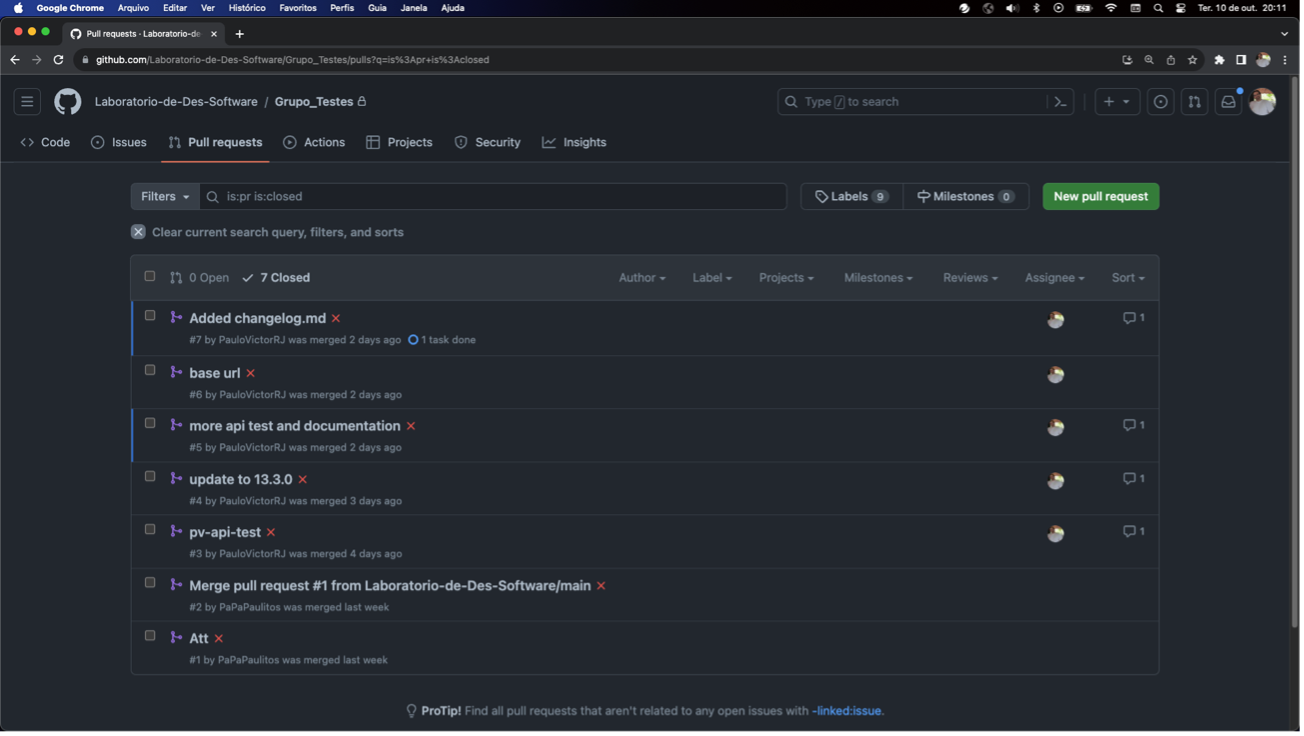 Google Chrome Arquivo Editar Ver Histórico Favoritos Perfis Guia Janela Ajuda Ter. 10 de out. 20:11
Pull requests · Laboratorio-de-
github.com/Laboratorio-de-Des-Software/Grupo_Testes/pulls?q=is%3Apr+is%3Aclosed
Laboratorio-de-Des-Software / Grupo_Testes Type / to search
Code Issues Pull requests Actions Projects Security Insights
Filters is:pr is:closed Labels 9 Milestones 0 New pull request
Clear current search query, filters, and sorts
0 Open 7 Closed Author Label Projects Milestones Reviews Assignee Sort
Added changelog.md 1
#7 by PauloVictorRJ was merged 2 days ago 1 task done
base url
#6 by PauloVictorRJ was merged 2 days ago
more api test and documentation 1
#5 by PauloVictorRJ was merged 2 days ago
update to 13.3.0 1
#4 by PauloVictorRJ was merged 3 days ago
pv-api-test 1
#3 by PauloVictorRJ was merged 4 days ago
Merge pull request #1 from Laboratorio-de-Des-Software/main
#2 by PaPaPaulitos was merged last week
Att
#1 by PaPaPaulitos was merged last week
ProTip! Find all pull requests that aren't related to any open issues with -linked:issue.